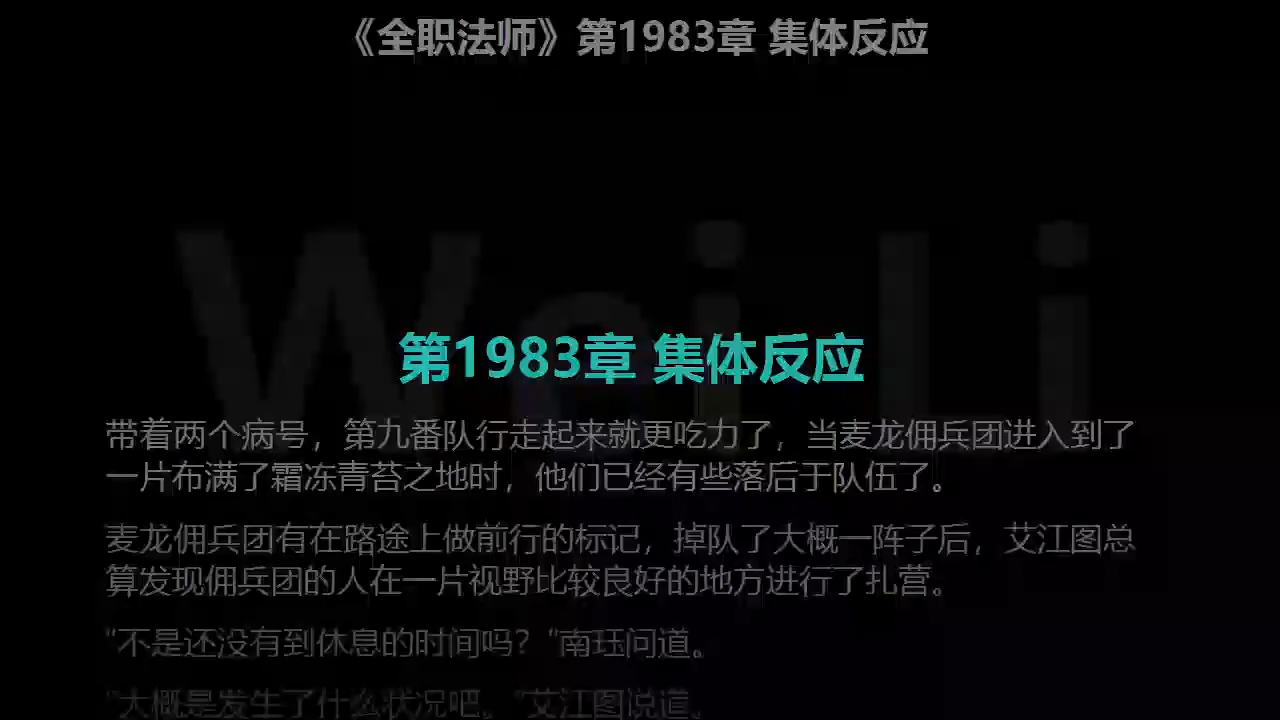 《全职法师》第1983章 集体反应
Wei Li
第1983章 集体反应
带着两个病号，第九番队行走起来就更吃力了，当麦龙佣兵团进入到了
一片布满了霜冻青苔之地时，他们已经有些落后于队伍了。
麦龙佣兵团有在路途上做前行的标记，掉队了大概一阵子后，艾江图总
算发现佣兵团的人在一片视野比较良好的地方进行了扎营。
"不是还没有到休息的时间吗？"南珏问道。
"大概是发生了什么状况吧。"艾江图说道。